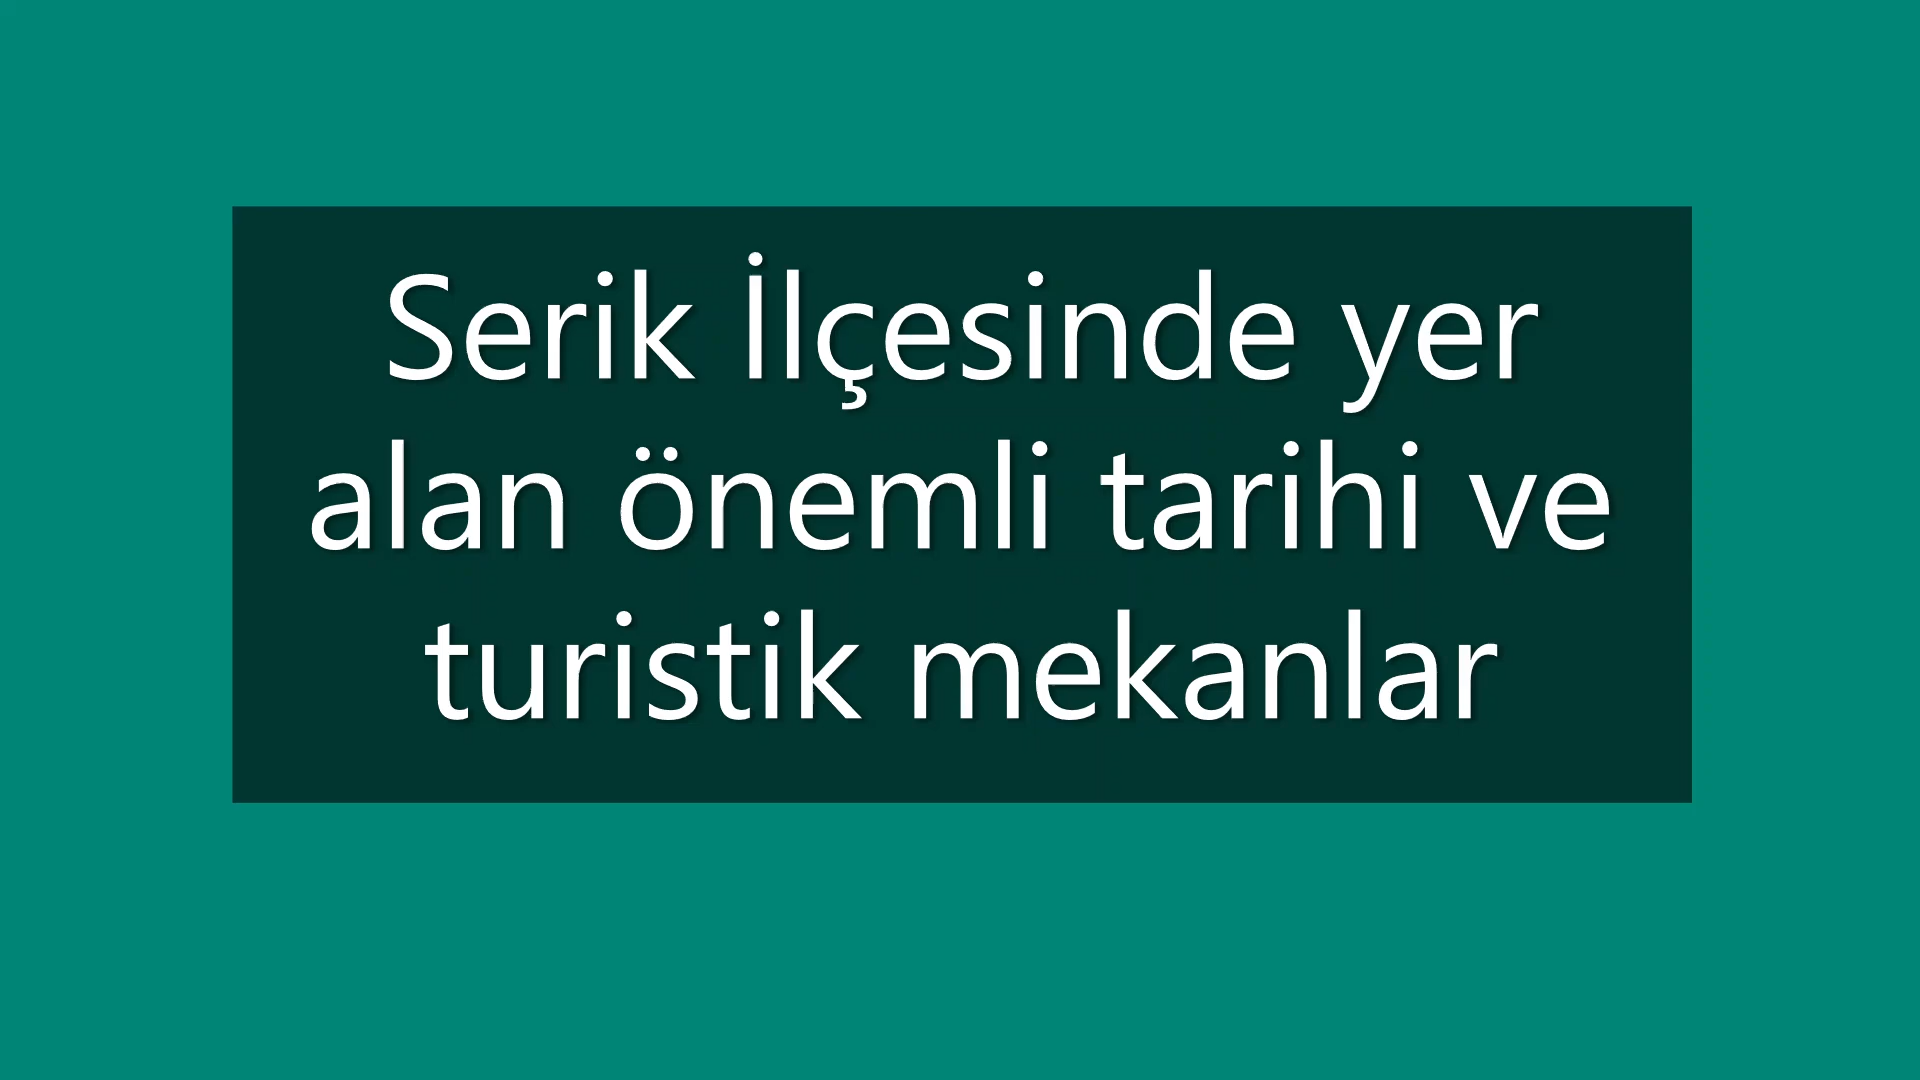 Serik İlçesinde yer
alan önemli tarihi ve
turistik mekanlar